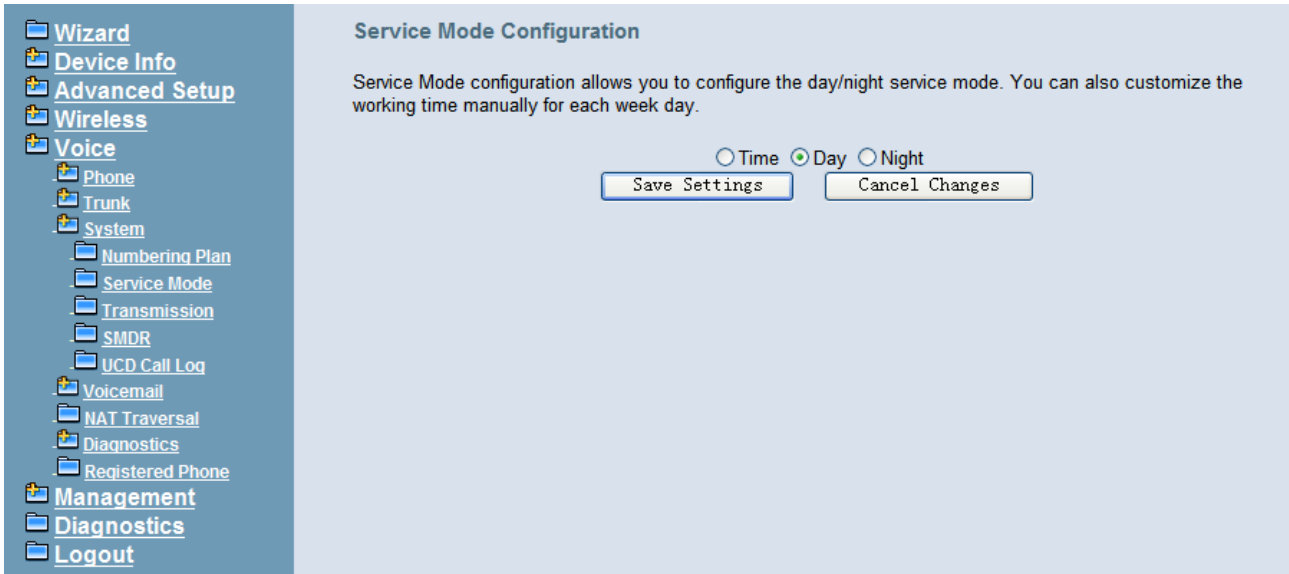 Wizard
Device Info
Advanced Setup
Wireless
Voice
Phone
Trunk
System
Numbering Plan
Service Mode
Transmission
SMDR
UCD Call Log
Voicemail
NAT Traversal
Diagnostics
Registered Phone
Management
Diagnostics
Logout
Service Mode Configuration
Service Mode configuration allows you to configure the day/night service mode. You can also customize the
working time manually for each week day.
Time Day Night
Save Settings Cancel Changes